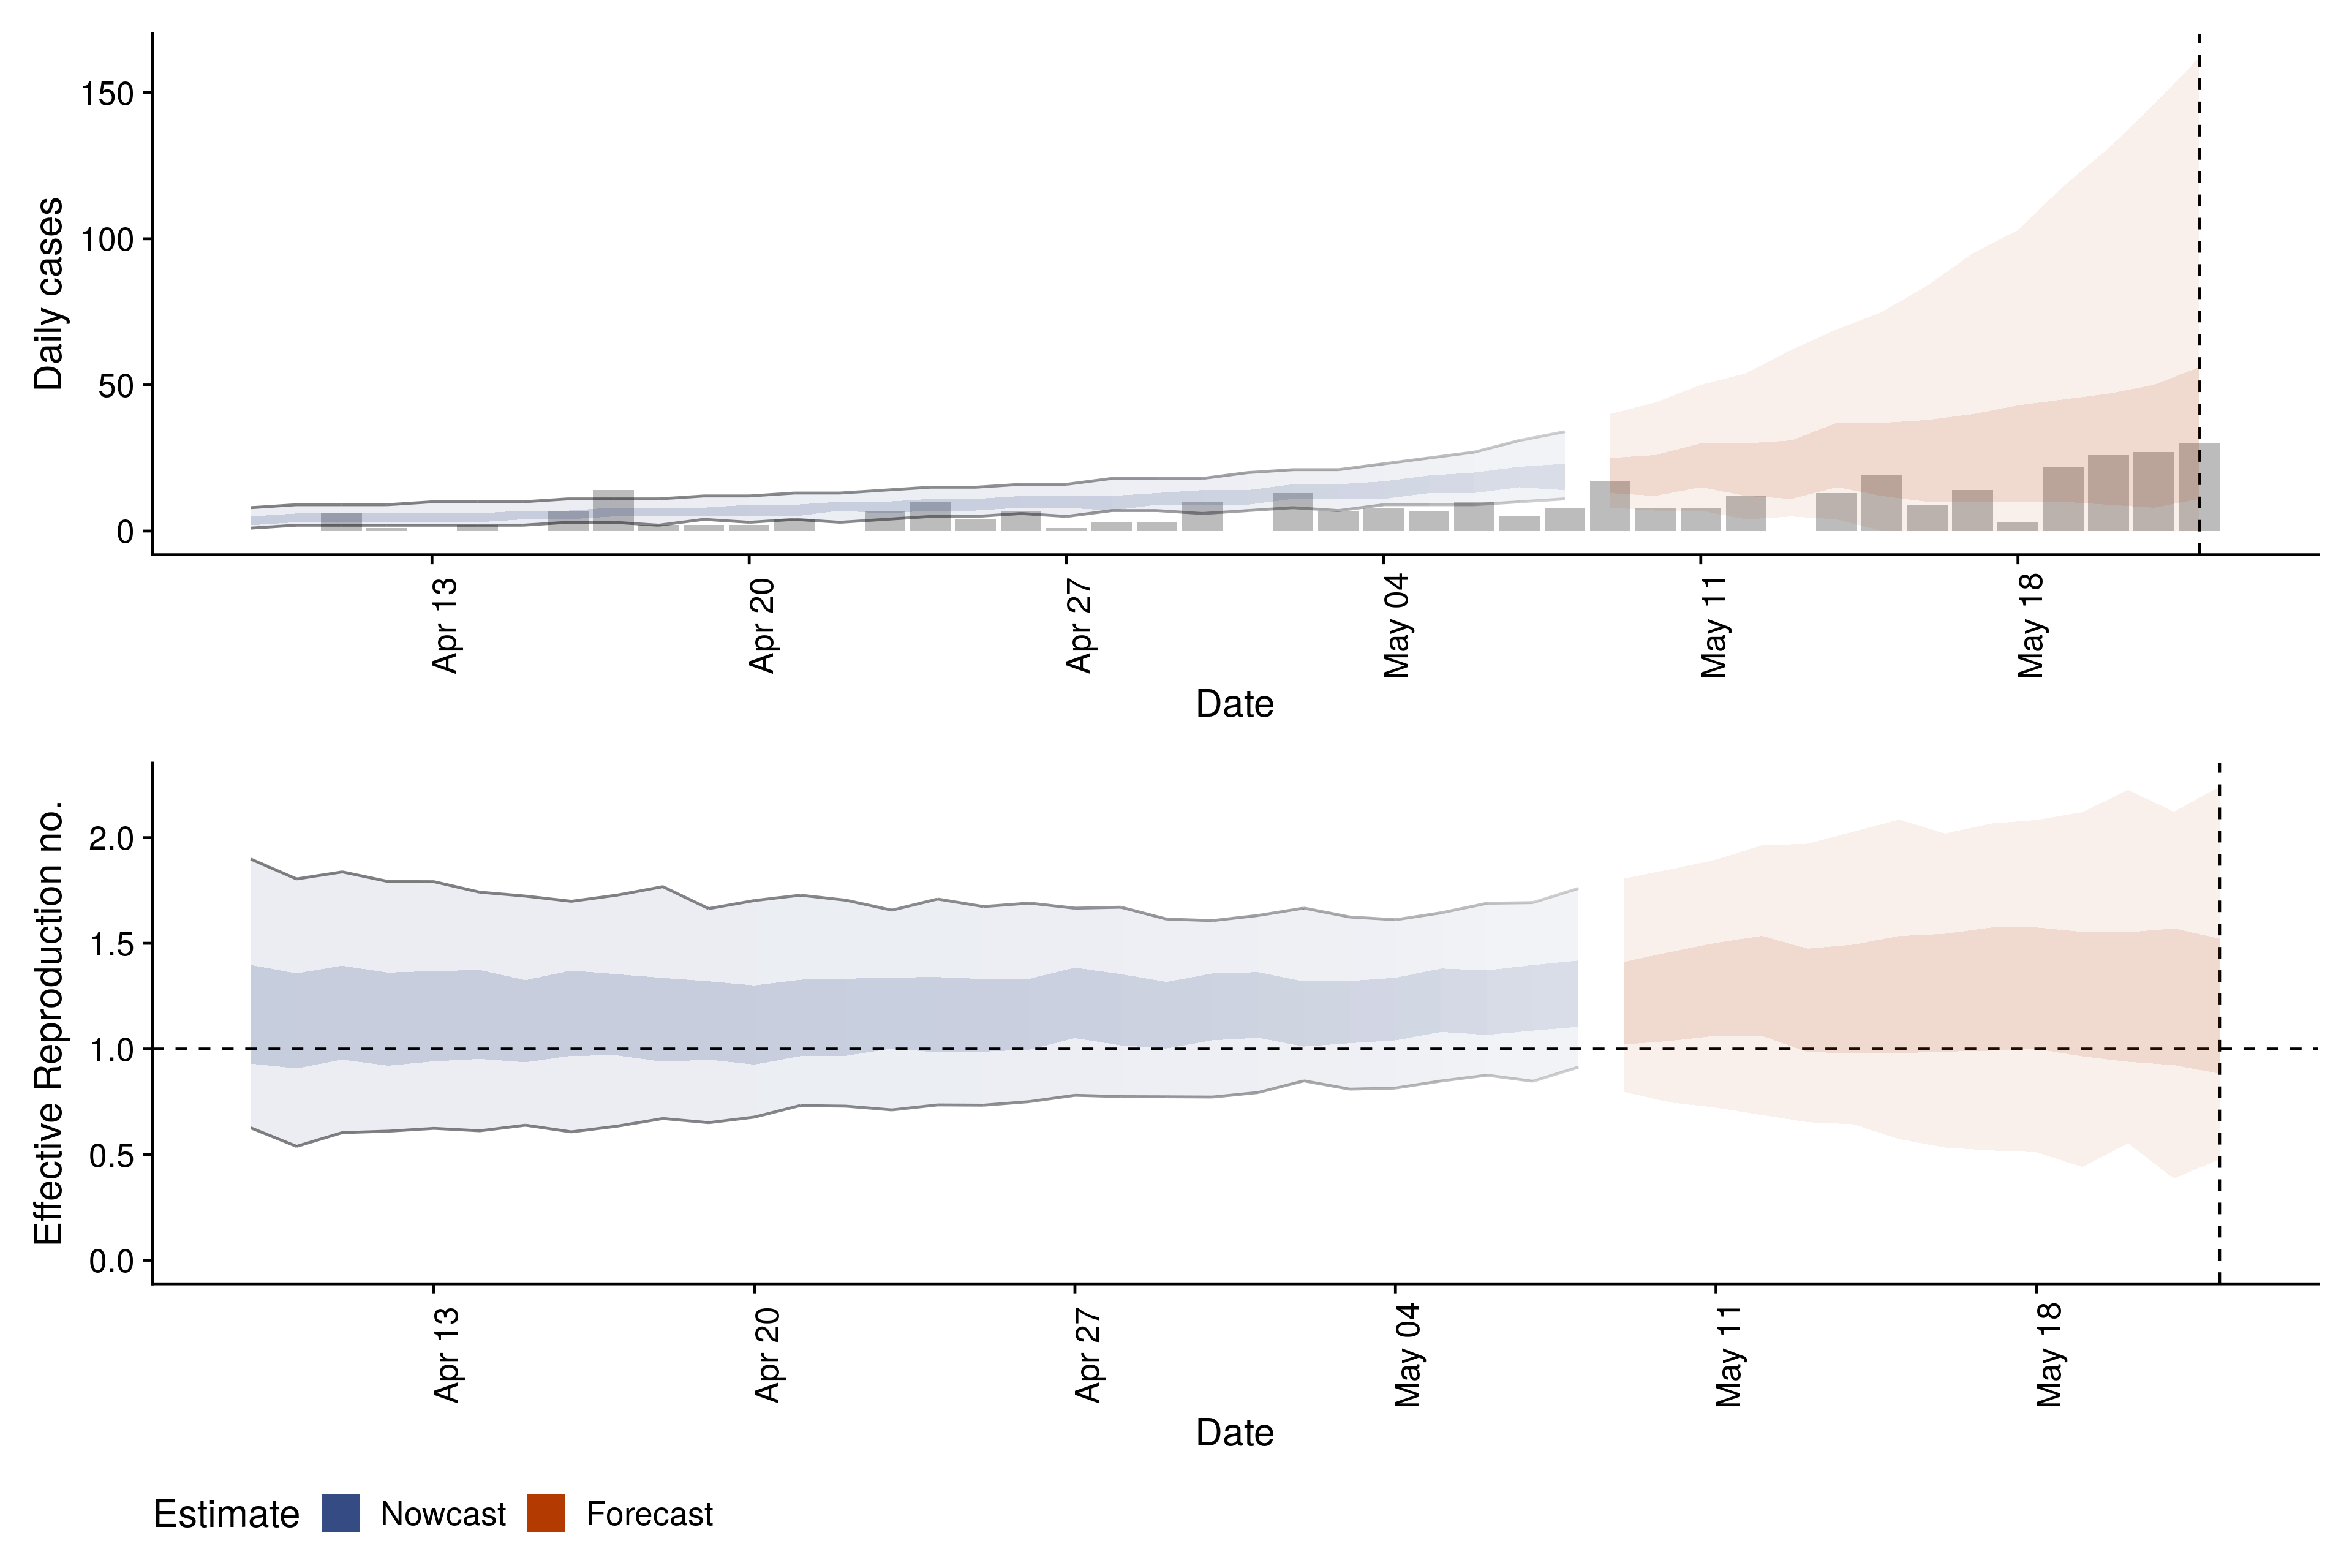 Daily cases
150
100
50
0
Apr 13
Apr 20
Apr 27
May 04
May 11
May 18
Date
Effective Reproduction no.
2.0
1.5
1.0
0.5
0.0
Apr 13
Apr 20
Apr 27
May 04
May 11
May 18
Date
Estimate Nowcast Forecast